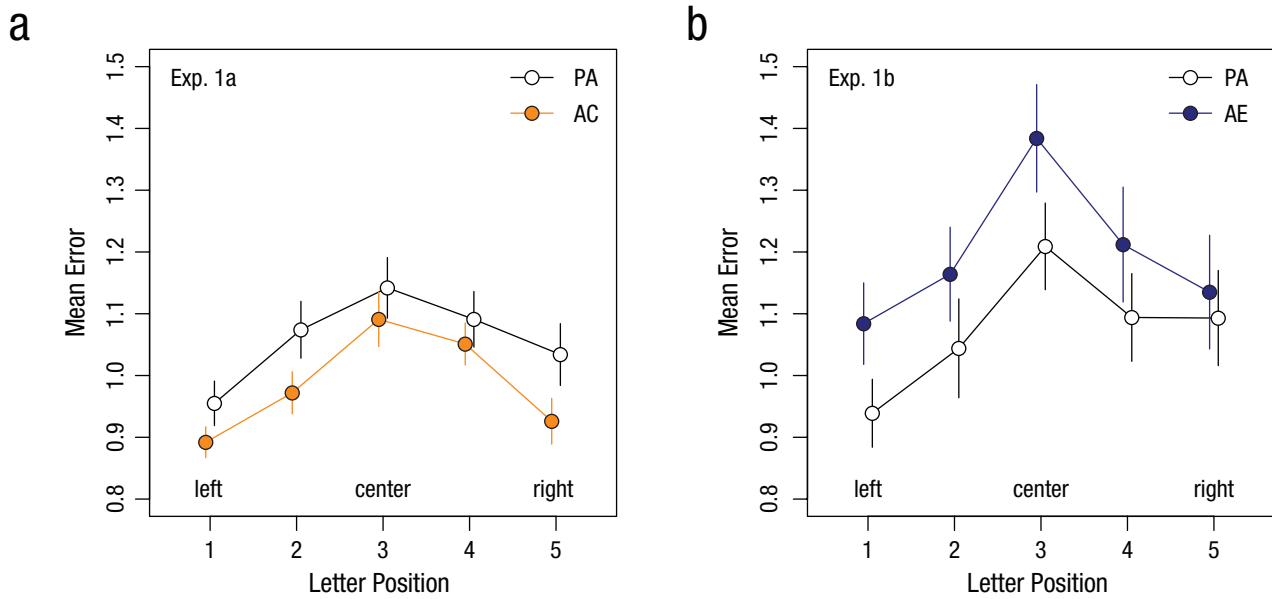 a
Exp. 1a
PA
AC
Mean Error
1.5
1.4
1.3
1.2
1.1
1.0
0.9
0.8
left center right
1 2 3 4 5
Letter Position
b
Exp. 1b
PA
AE
Mean Error
1.5
1.4
1.3
1.2
1.1
1.0
0.9
0.8
left center right
1 2 3 4 5
Letter Position